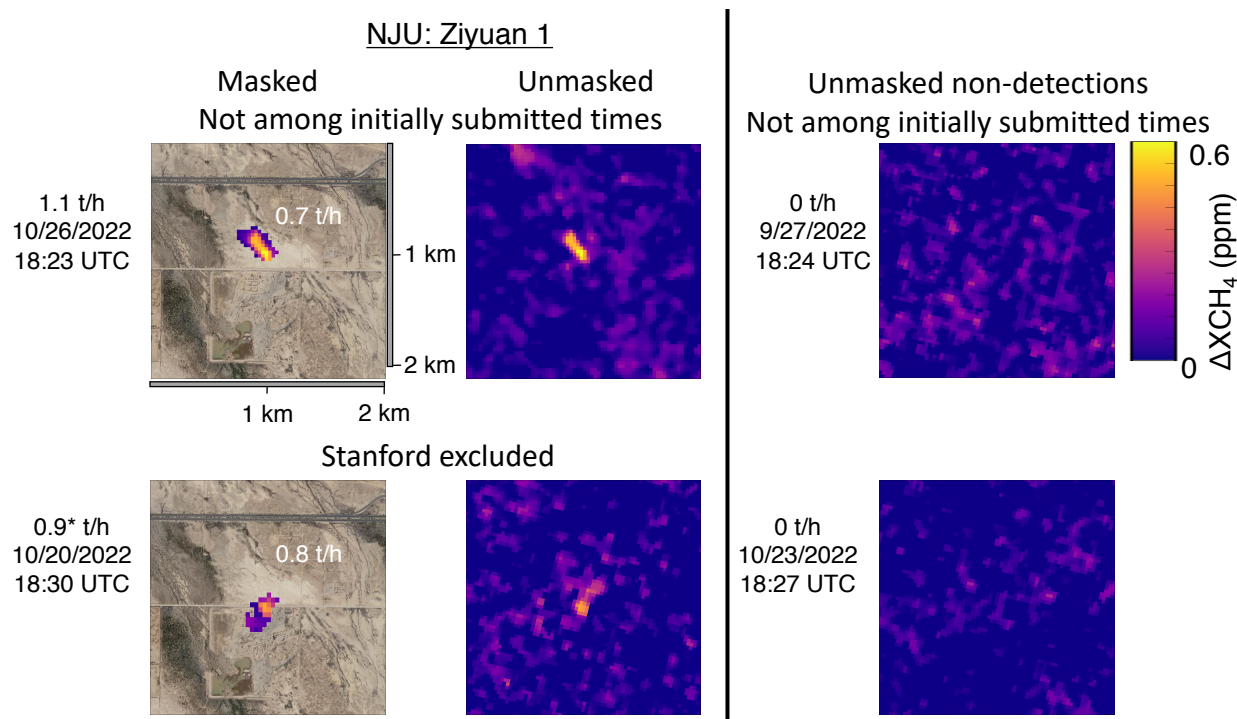 NJU: Ziyuan 1
Masked
Unmasked
Not among initially submitted times
1.1 t/h
10/26/2022
18:23 UTC
0.7 t/h
1 km
2 km
1 km
2 km
Stanford excluded
0.9* t/h
10/20/2022
18:30 UTC
0.8 t/h
Unmasked non-detections
Not among initially submitted times
0 t/h
9/27/2022
18:24 UTC
0.6
0
ΔXCH₄ (ppm)
0 t/h
10/23/2022
18:27 UTC